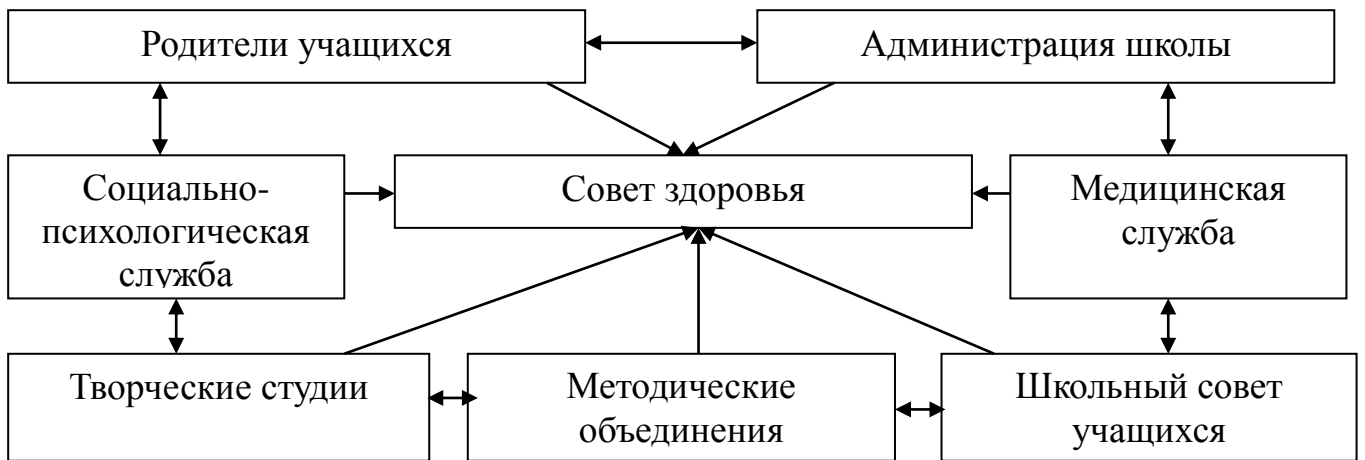 Родители учащихся
Администрация школы
Социально-
психологическая
служба
Совет здоровья
Медицинская
служба
Творческие студии
Методические
объединения
Школьный совет
учащихся